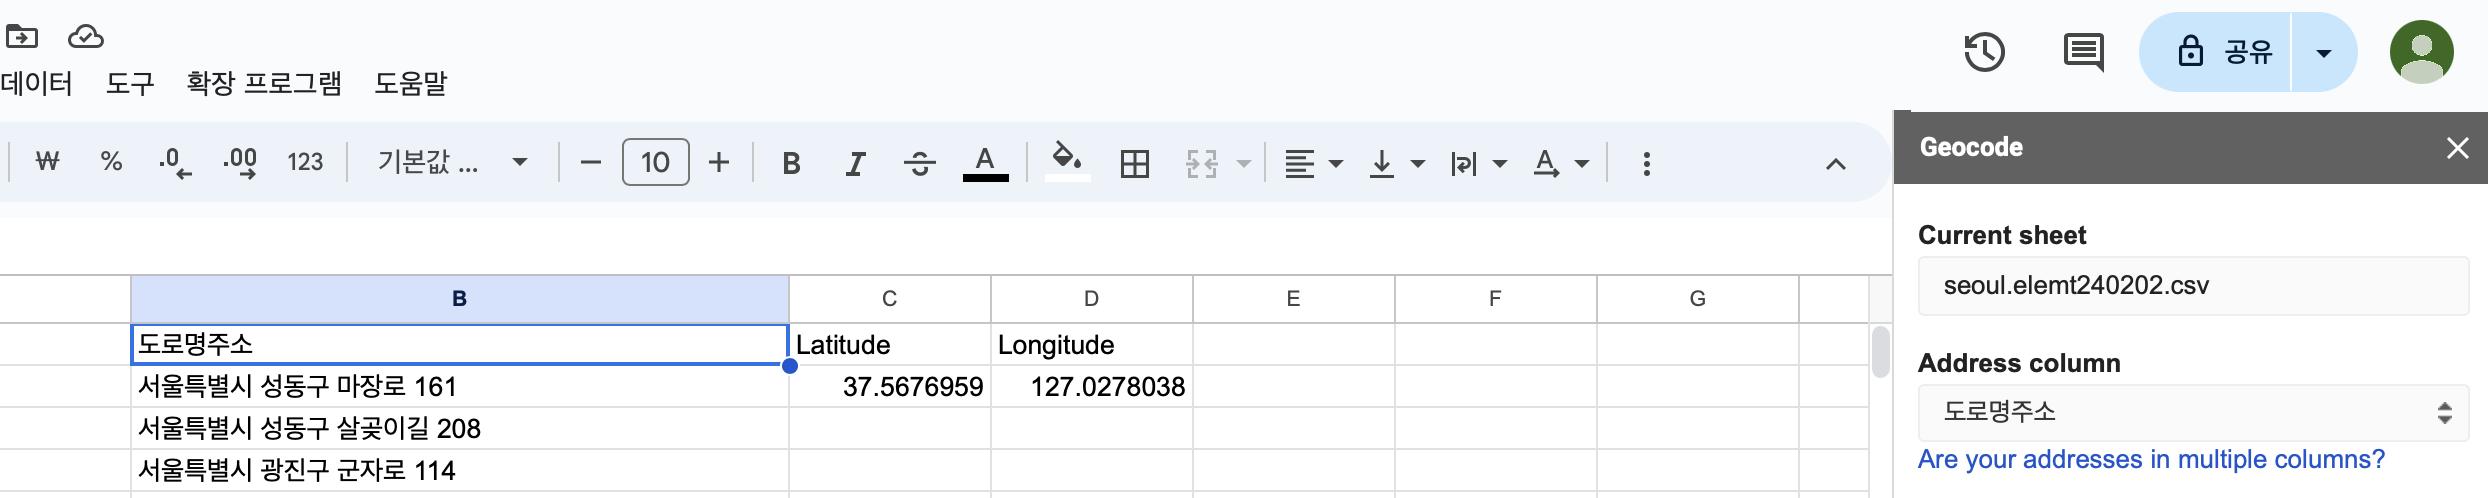 데이터 도구 확장 프로그램 도움말
공유
₩ % .0 .00 123 기본값 ... 10 B I S A A
Geocode
Current sheet
seoul.elemt240202.csv
Address column
도로명주소
Are your addresses in multiple columns?
B C D E F G
도로명주소 Latitude Longitude
서울특별시 성동구 마장로 161 37.5676959 127.0278038
서울특별시 성동구 살곶이길 208
서울특별시 광진구 군자로 114